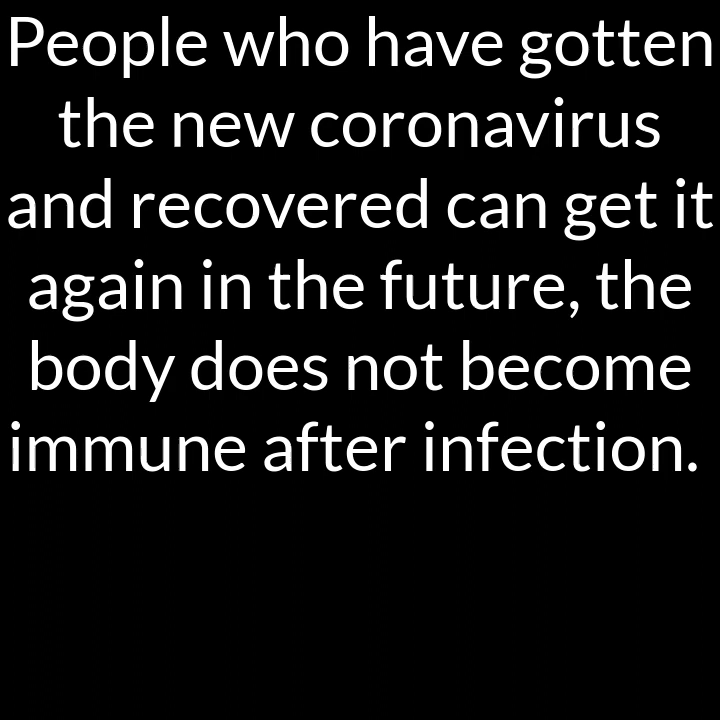 People who have gotten
the new coronavirus
and recovered can get it
again in the future, the
body does not become
immune after infection.